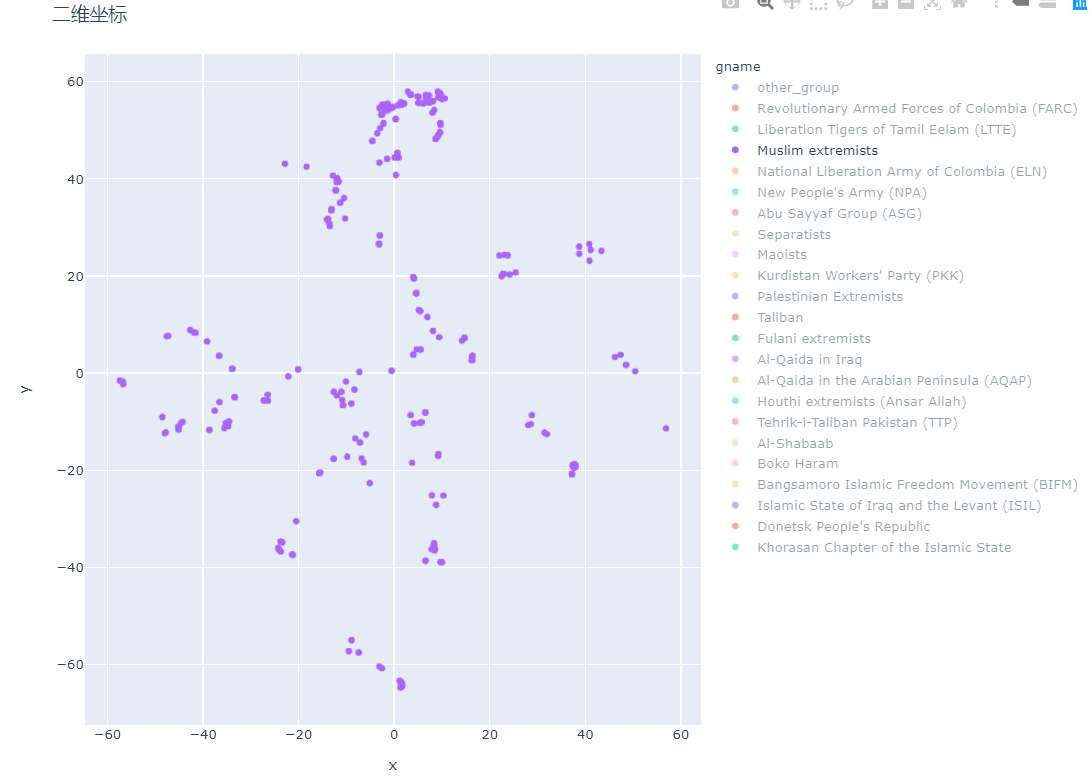 二维坐标
gname
other_group
Revolutionary Armed Forces of Colombia (FARC)
Liberation Tigers of Tamil Eelam (LTTE)
Muslim extremists
National Liberation Army of Colombia (ELN)
New People's Army (NPA)
Abu Sayyaf Group (ASG)
Separatists
Maoists
Kurdistan Workers' Party (PKK)
Palestinian Extremists
Taliban
Fulani extremists
Al-Qaida in Iraq
Al-Qaida in the Arabian Peninsula (AQAP)
Houthi extremists (Ansar Allah)
Tehrik-i-Taliban Pakistan (TTP)
Al-Shabaab
Boko Haram
Bangsamoro Islamic Freedom Movement (BIFM)
Islamic State of Iraq and the Levant (ISIL)
Donetsk People's Republic
Khorasan Chapter of the Islamic State
60
40
20
0
−20
−40
−60
y
−60 −40 −20 0 20 40 60
x